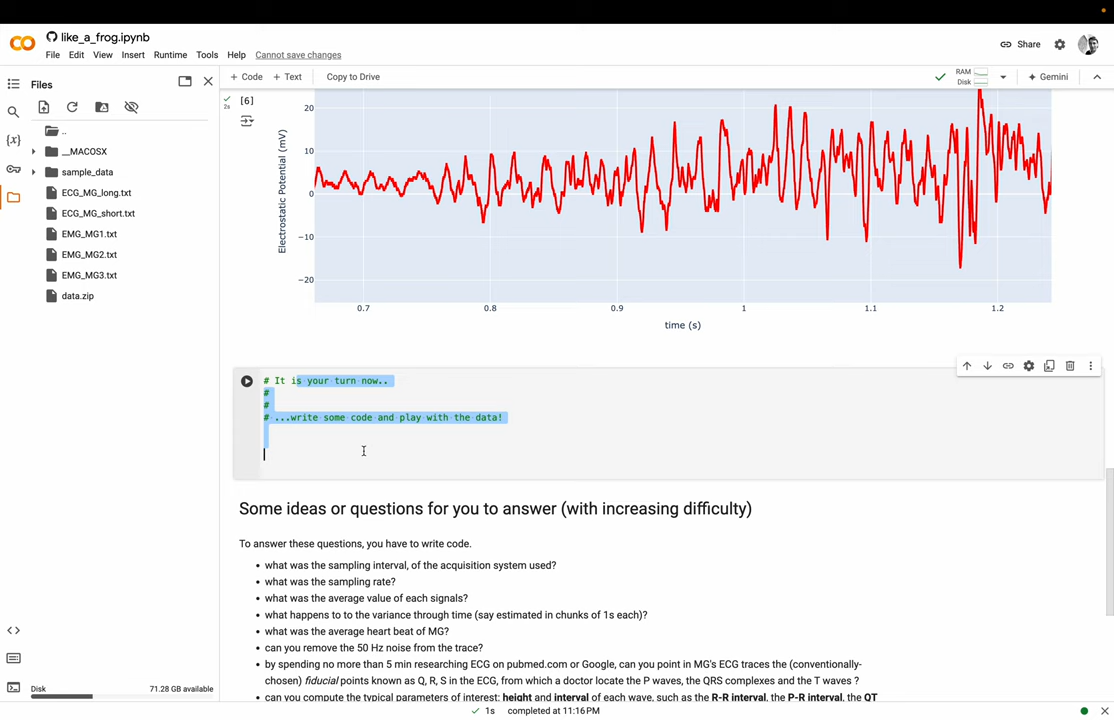 like_a_frog.ipynb
File Edit View Insert Runtime Tools Help Cannot save changes
Share
Files
+ Code + Text Copy to Drive
RAM
Disk
Gemini
..
__MACOSX
sample_data
ECG_MG_long.txt
ECG_MG_short.txt
EMG_MG1.txt
EMG_MG2.txt
EMG_MG3.txt
data.zip
[6]
2s
Electrostatic Potential (mV)
20
10
0
−10
−20
0.7 0.8 0.9 1 1.1 1.2
time (s)
# It is your turn now..
#
#
# ...write some code and play with the data!
Some ideas or questions for you to answer (with increasing difficulty)
To answer these questions, you have to write code.
• what was the sampling interval, of the acquisition system used?
• what was the sampling rate?
• what was the average value of each signals?
• what happens to to the variance through time (say estimated in chunks of 1s each)?
• what was the average heart beat of MG?
• can you remove the 50 Hz noise from the trace?
• by spending no more than 5 min researching ECG on pubmed.com or Google, can you point in MG's ECG traces the (conventionally-
chosen) fiducial points known as Q, R, S in the ECG, from which a doctor locate the P waves, the QRS complexes and the T waves ?
• can you compute the typical parameters of interest: height and interval of each wave, such as the R-R interval, the P-R interval, the QT
Disk 71.28 GB available
1s completed at 11:16 PM